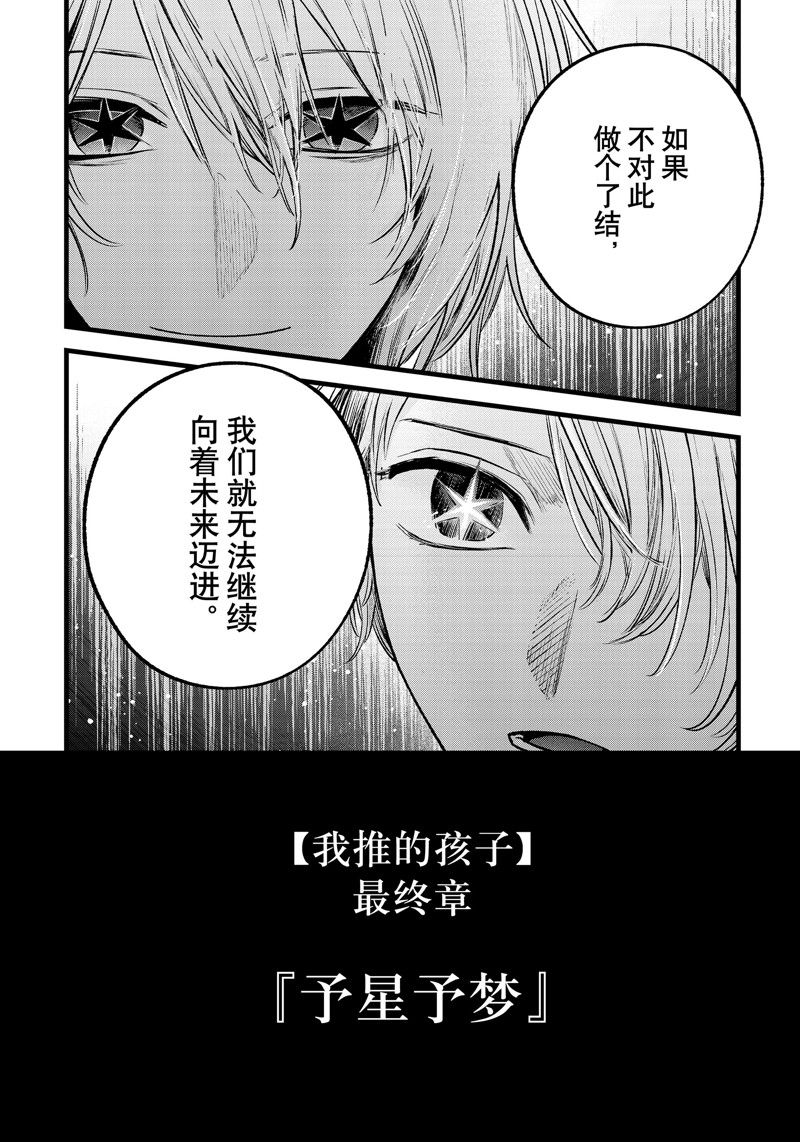 如果
不对此
做个了结，
我们就无法继续
向着未来迈进。
【我推的孩子】
最终章
『予星予梦』